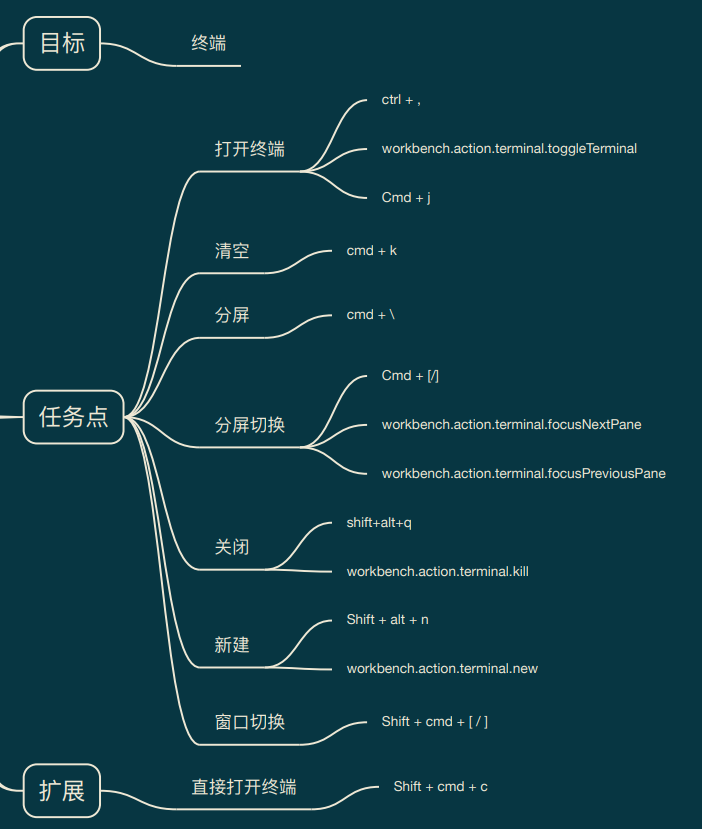 目标
终端
任务点
打开终端
ctrl + ,
workbench.action.terminal.toggleTerminal
Cmd + j
清空
cmd + k
分屏
cmd + \
分屏切换
Cmd + [/]
workbench.action.terminal.focusNextPane
workbench.action.terminal.focusPreviousPane
关闭
shift+alt+q
workbench.action.terminal.kill
新建
Shift + alt + n
workbench.action.terminal.new
窗口切换
Shift + cmd + [ / ]
扩展
直接打开终端
Shift + cmd + c